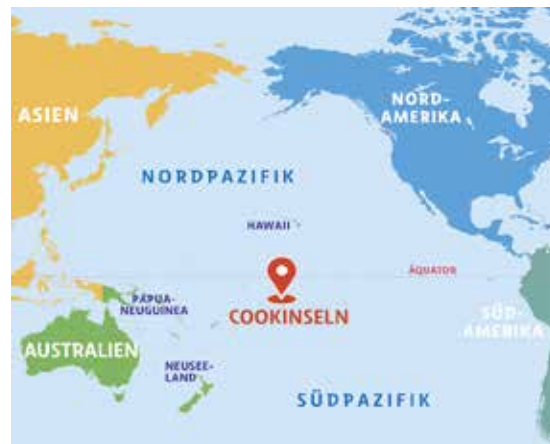 ASIEN
NORD-
AMERIKA
NORDPAZIFIK
HAWAII
ÄQUATOR
PAPUA-
NEUGUINEA
COOKINSELN
SÜD-
AMERIKA
AUSTRALIEN
NEUSEE-
LAND
SÜDPAZIFIK